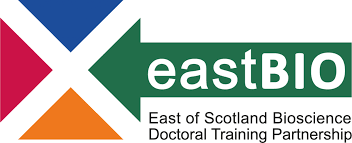 eastBIO
East of Scotland Bioscience
Doctoral Training Partnership